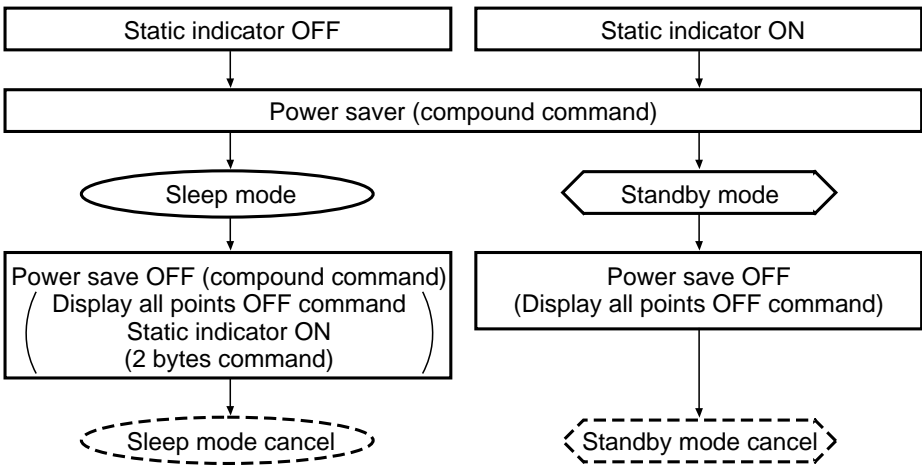 Static indicator OFF
Static indicator ON
Power saver (compound command)
Sleep mode
Standby mode
Power save OFF (compound command)
Display all points OFF command
Static indicator ON
(2 bytes command)
Power save OFF
(Display all points OFF command)
Sleep mode cancel
Standby mode cancel